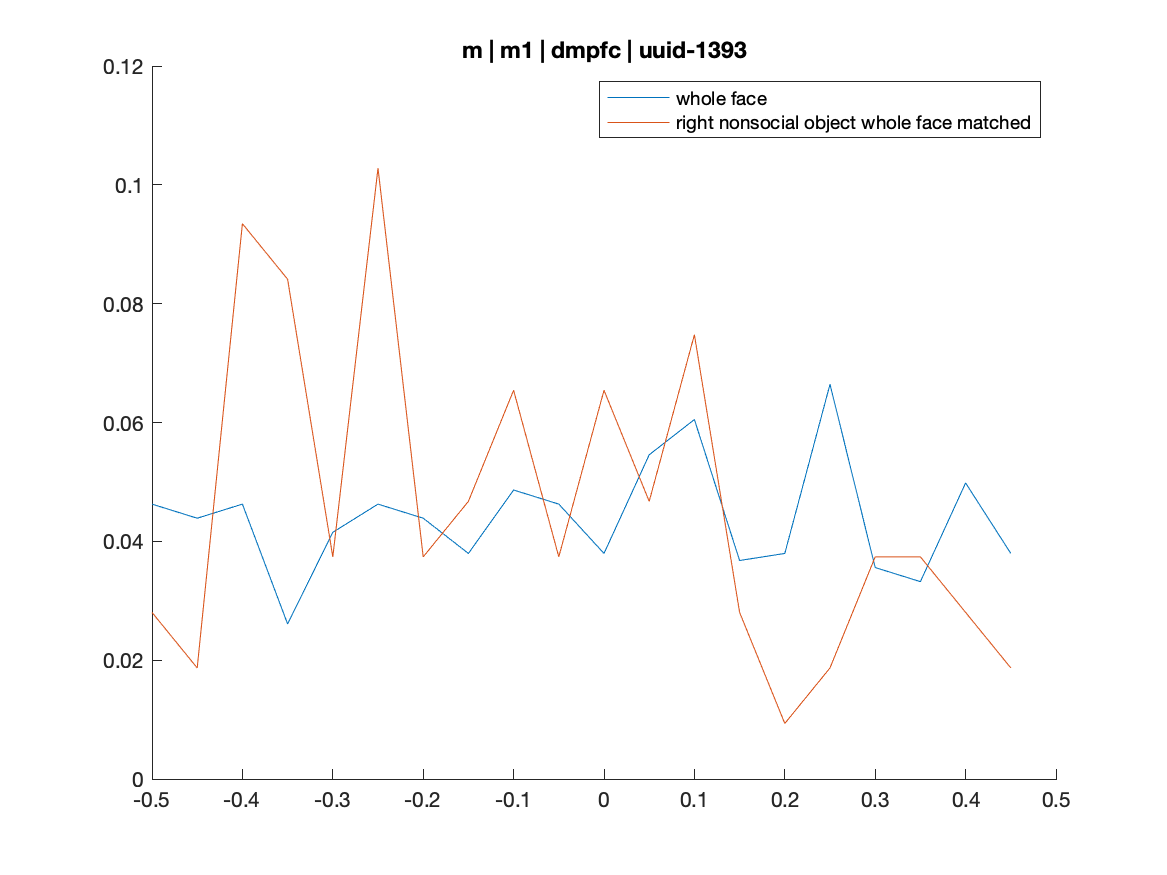 m | m1 | dmpfc | uuid-1393
whole face
right nonsocial object whole face matched
0.12
0.1
0.08
0.06
0.04
0.02
0
-0.5 -0.4 -0.3 -0.2 -0.1 0 0.1 0.2 0.3 0.4 0.5